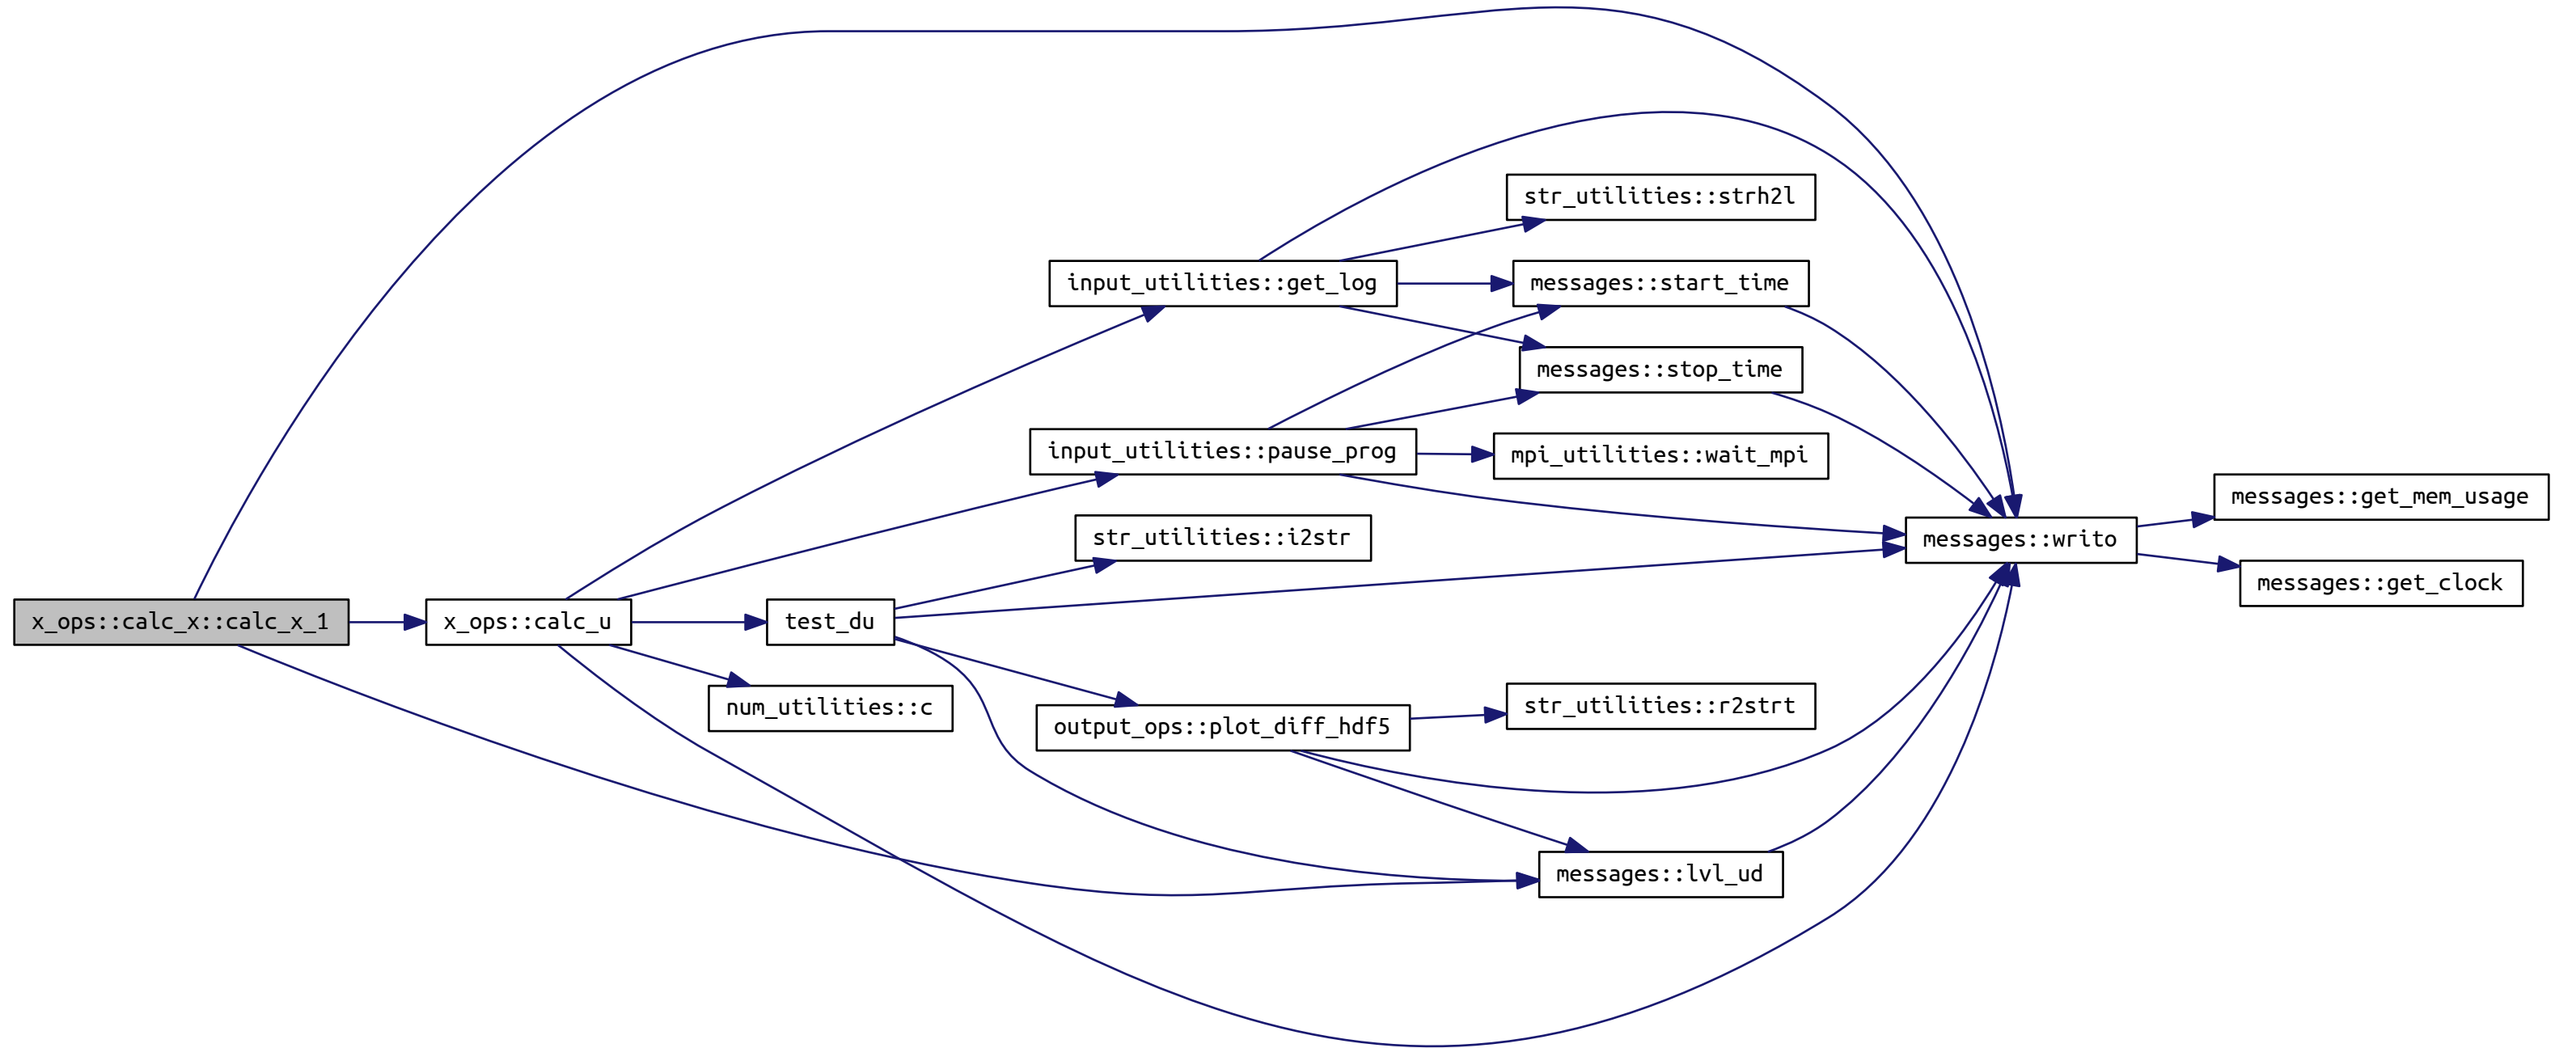 x_ops::calc_x::calc_x_1
x_ops::calc_u
input_utilities::get_log
str_utilities::strh2l
messages::start_time
messages::stop_time
input_utilities::pause_prog
mpi_utilities::wait_mpi
str_utilities::i2str
test_du
num_utilities::c
output_ops::plot_diff_hdf5
str_utilities::r2strt
messages::lvl_ud
messages::writo
messages::get_mem_usage
messages::get_clock